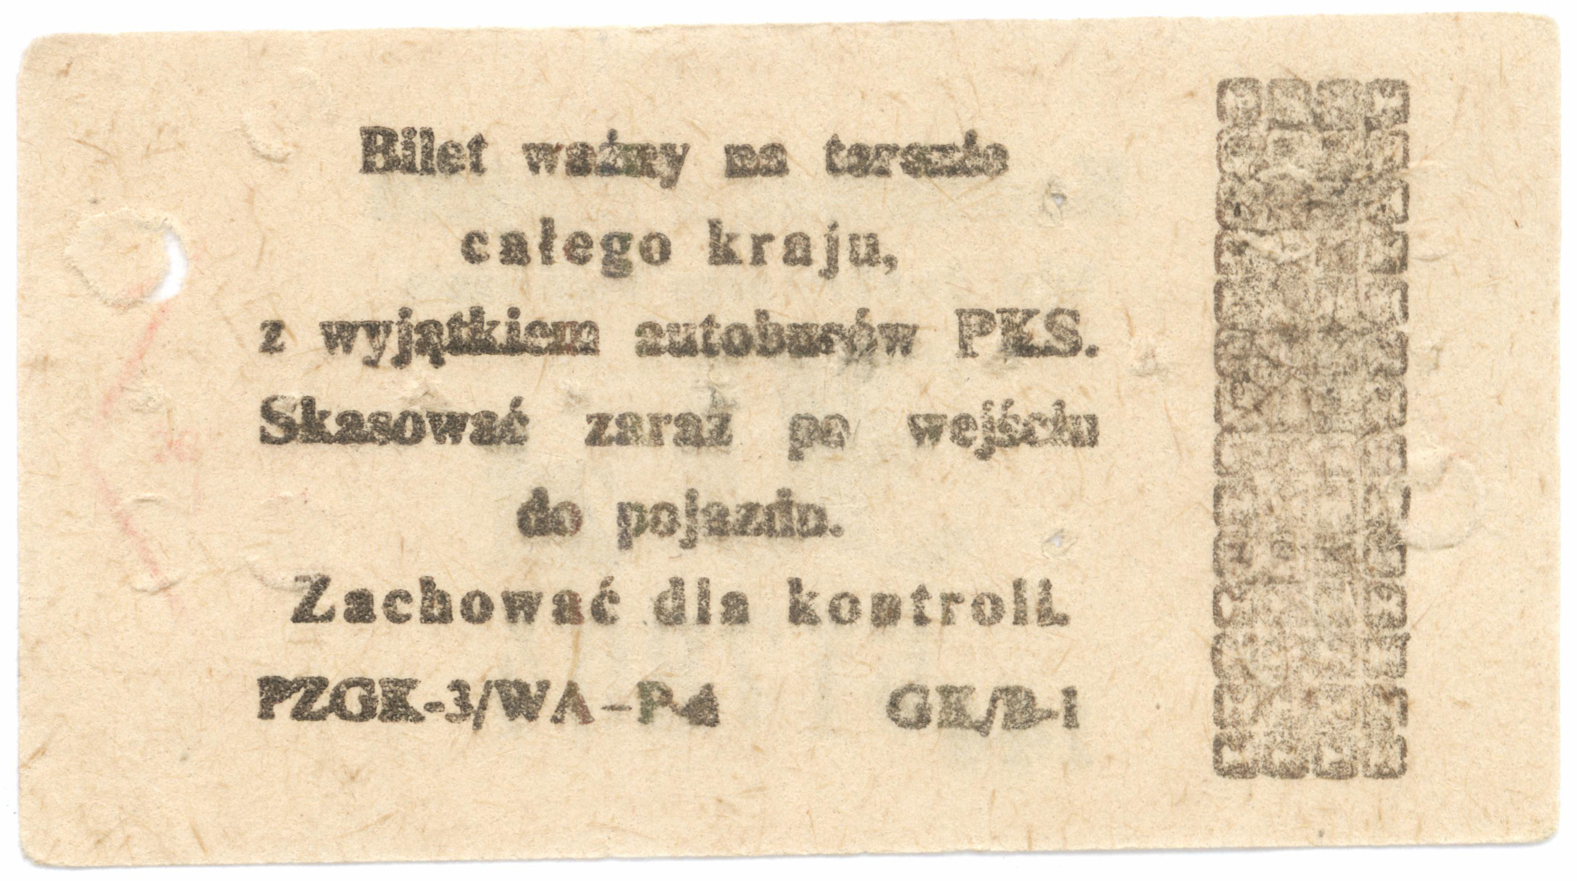 Bilet ważny na terenie
całego kraju,
z wyjątkiem autobusów PKS.
Skasować zaraz po wejściu
do pojazdu.
Zachować dla kontroli.
PZGK-3/WA-P-4 GK/B-1